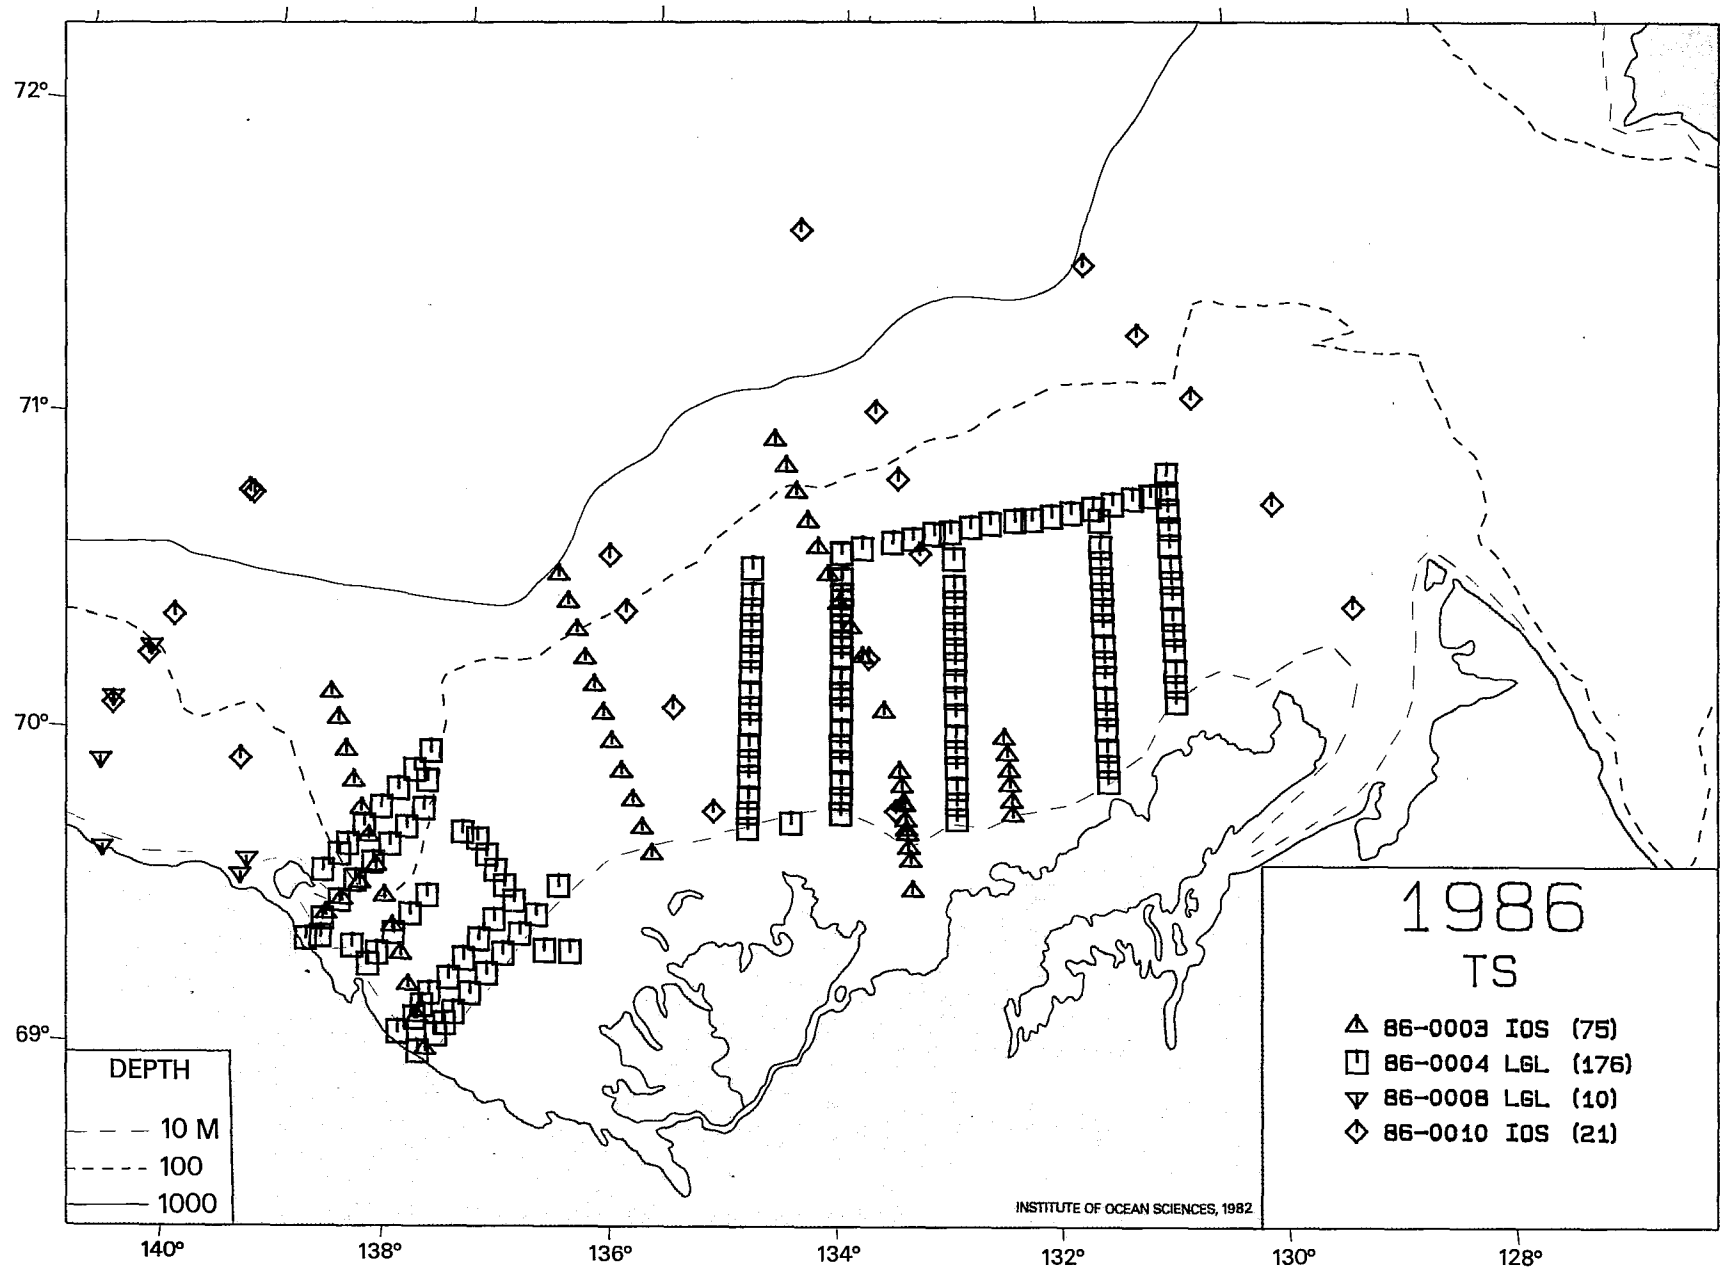 72°
71°
70°
69°
DEPTH
10 M
100
1000
1986
TS
86-0003 IOS (75)
86-0004 LGL (176)
86-0008 LGL (10)
86-0010 IOS (21)
INSTITUTE OF OCEAN SCIENCES, 1982
140° 138° 136° 134° 132° 130° 128°